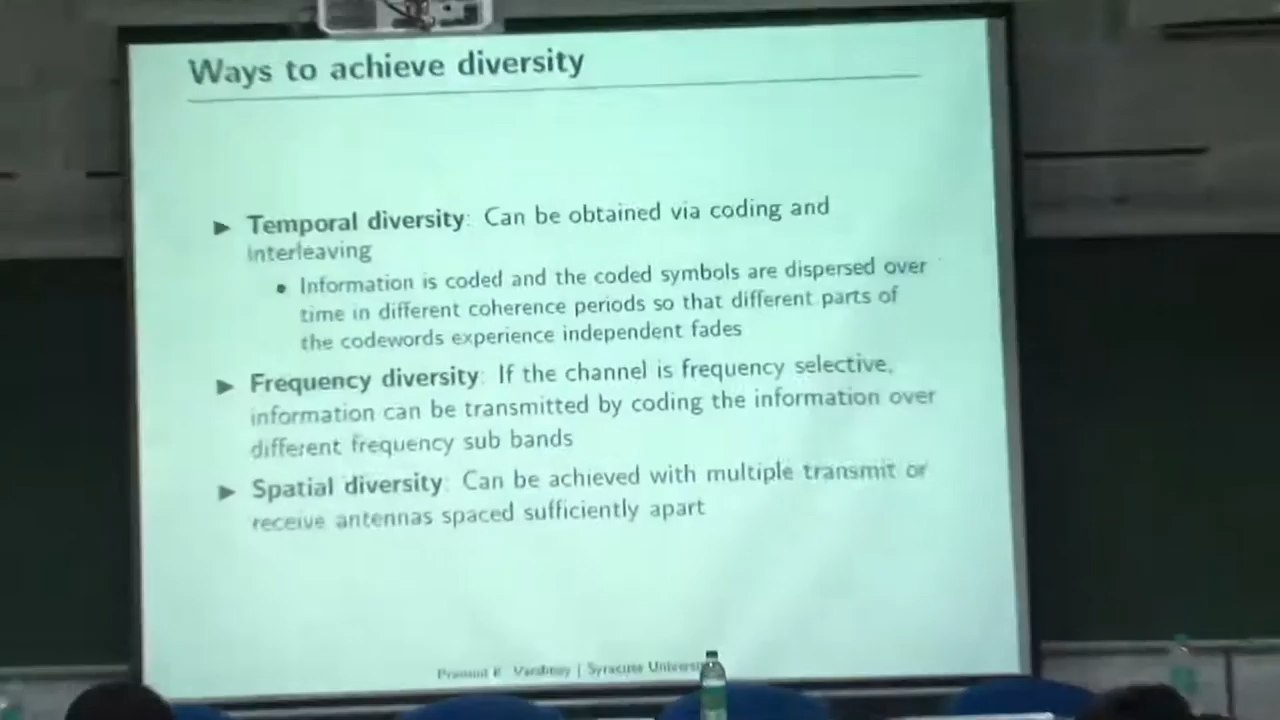 Ways to achieve diversity
▶ Temporal diversity: Can be obtained via coding and
interleaving
• Information is coded and the coded symbols are dispersed over
time in different coherence periods so that different parts of
the codewords experience independent fades
▶ Frequency diversity: If the channel is frequency selective,
information can be transmitted by coding the information over
different frequency sub bands
▶ Spatial diversity: Can be achieved with multiple transmit or
receive antennas spaced sufficiently apart
| Syracuse